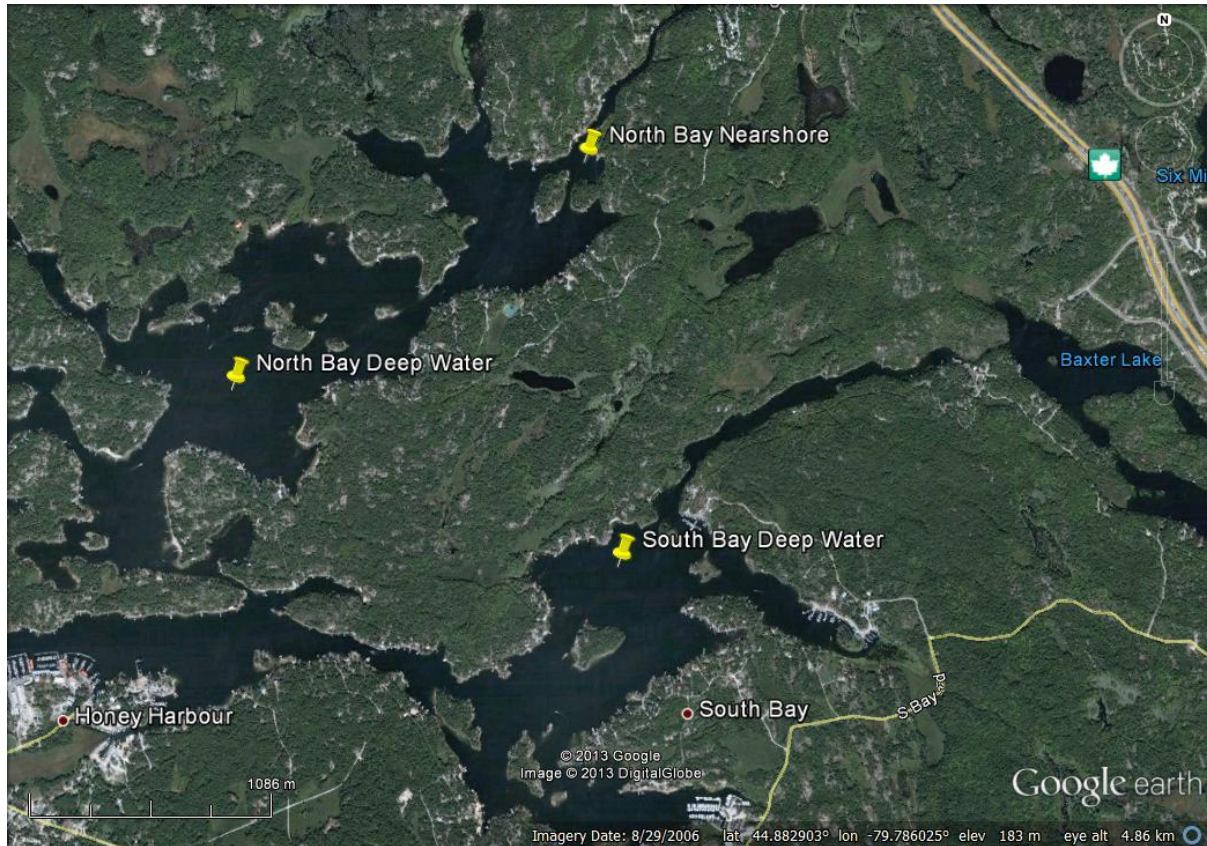 N
North Bay Nearshore
Six Mi
North Bay Deep Water
Baxter Lake
South Bay Deep Water
S Bay Rd
South Bay
Honey Harbour
© 2013 Google
Image © 2013 DigitalGlobe
1086 m
Google earth
Imagery Date: 8/29/2006 lat 44.882903° lon -79.786025° elev 183 m eye alt 4.86 km